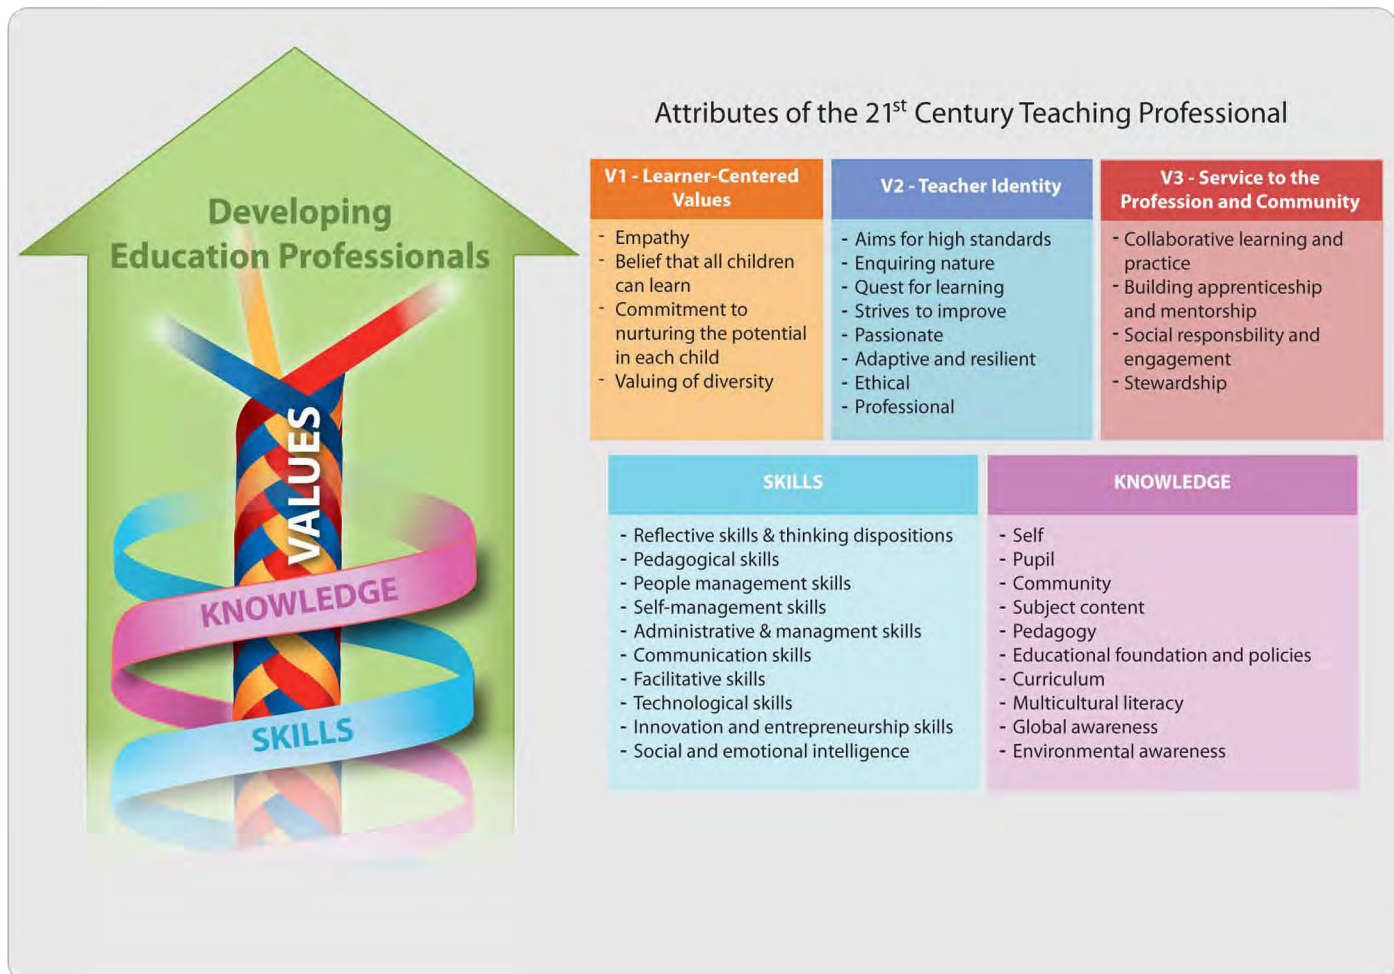 Developing
Education Professionals
VALUES
KNOWLEDGE
SKILLS
Attributes of the 21st Century Teaching Professional
V1 - Learner-Centered
Values
- Empathy
- Belief that all children
can learn
- Commitment to
nurturing the potential
in each child
- Valuing of diversity
V2 - Teacher Identity
- Aims for high standards
- Enquiring nature
- Quest for learning
- Strives to improve
- Passionate
- Adaptive and resilient
- Ethical
- Professional
V3 - Service to the
Profession and Community
- Collaborative learning and
practice
- Building apprenticeship
and mentorship
- Social responsbility and
engagement
- Stewardship
SKILLS
- Reflective skills & thinking dispositions
- Pedagogical skills
- People management skills
- Self-management skills
- Administrative & managment skills
- Communication skills
- Facilitative skills
- Technological skills
- Innovation and entrepreneurship skills
- Social and emotional intelligence
KNOWLEDGE
- Self
- Pupil
- Community
- Subject content
- Pedagogy
- Educational foundation and policies
- Curriculum
- Multicultural literacy
- Global awareness
- Environmental awareness